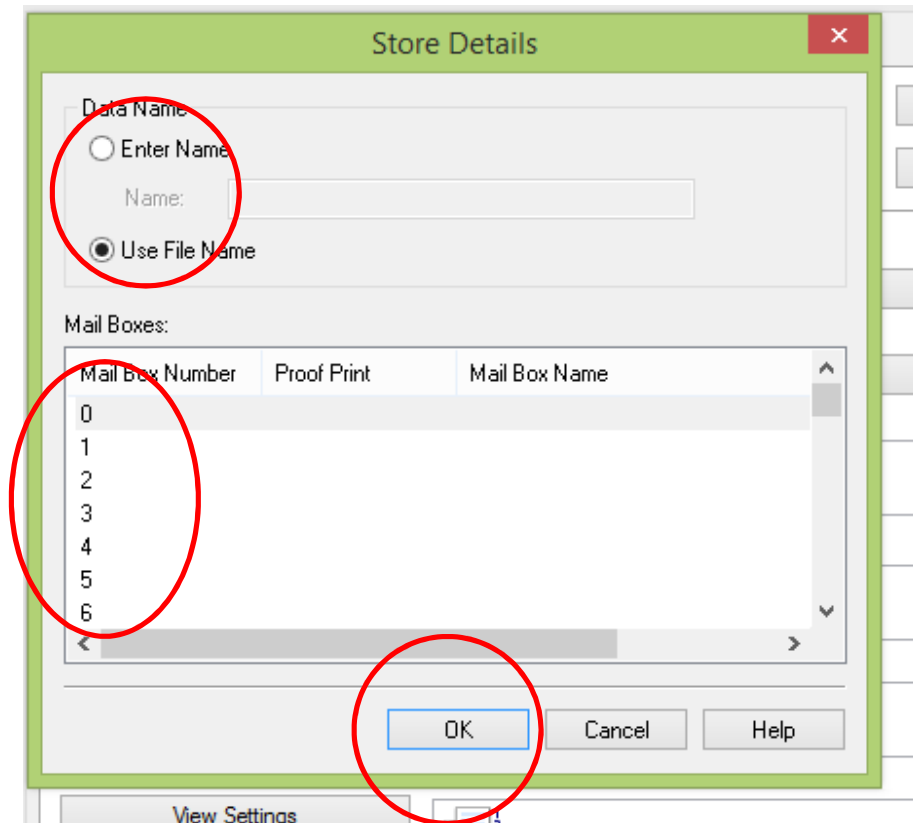 Store Details
Data Name
Enter Name
Name:
Use File Name
Mail Boxes:
Mail Box Number Proof Print Mail Box Name
0
1
2
3
4
5
6
OK Cancel Help
View Settings